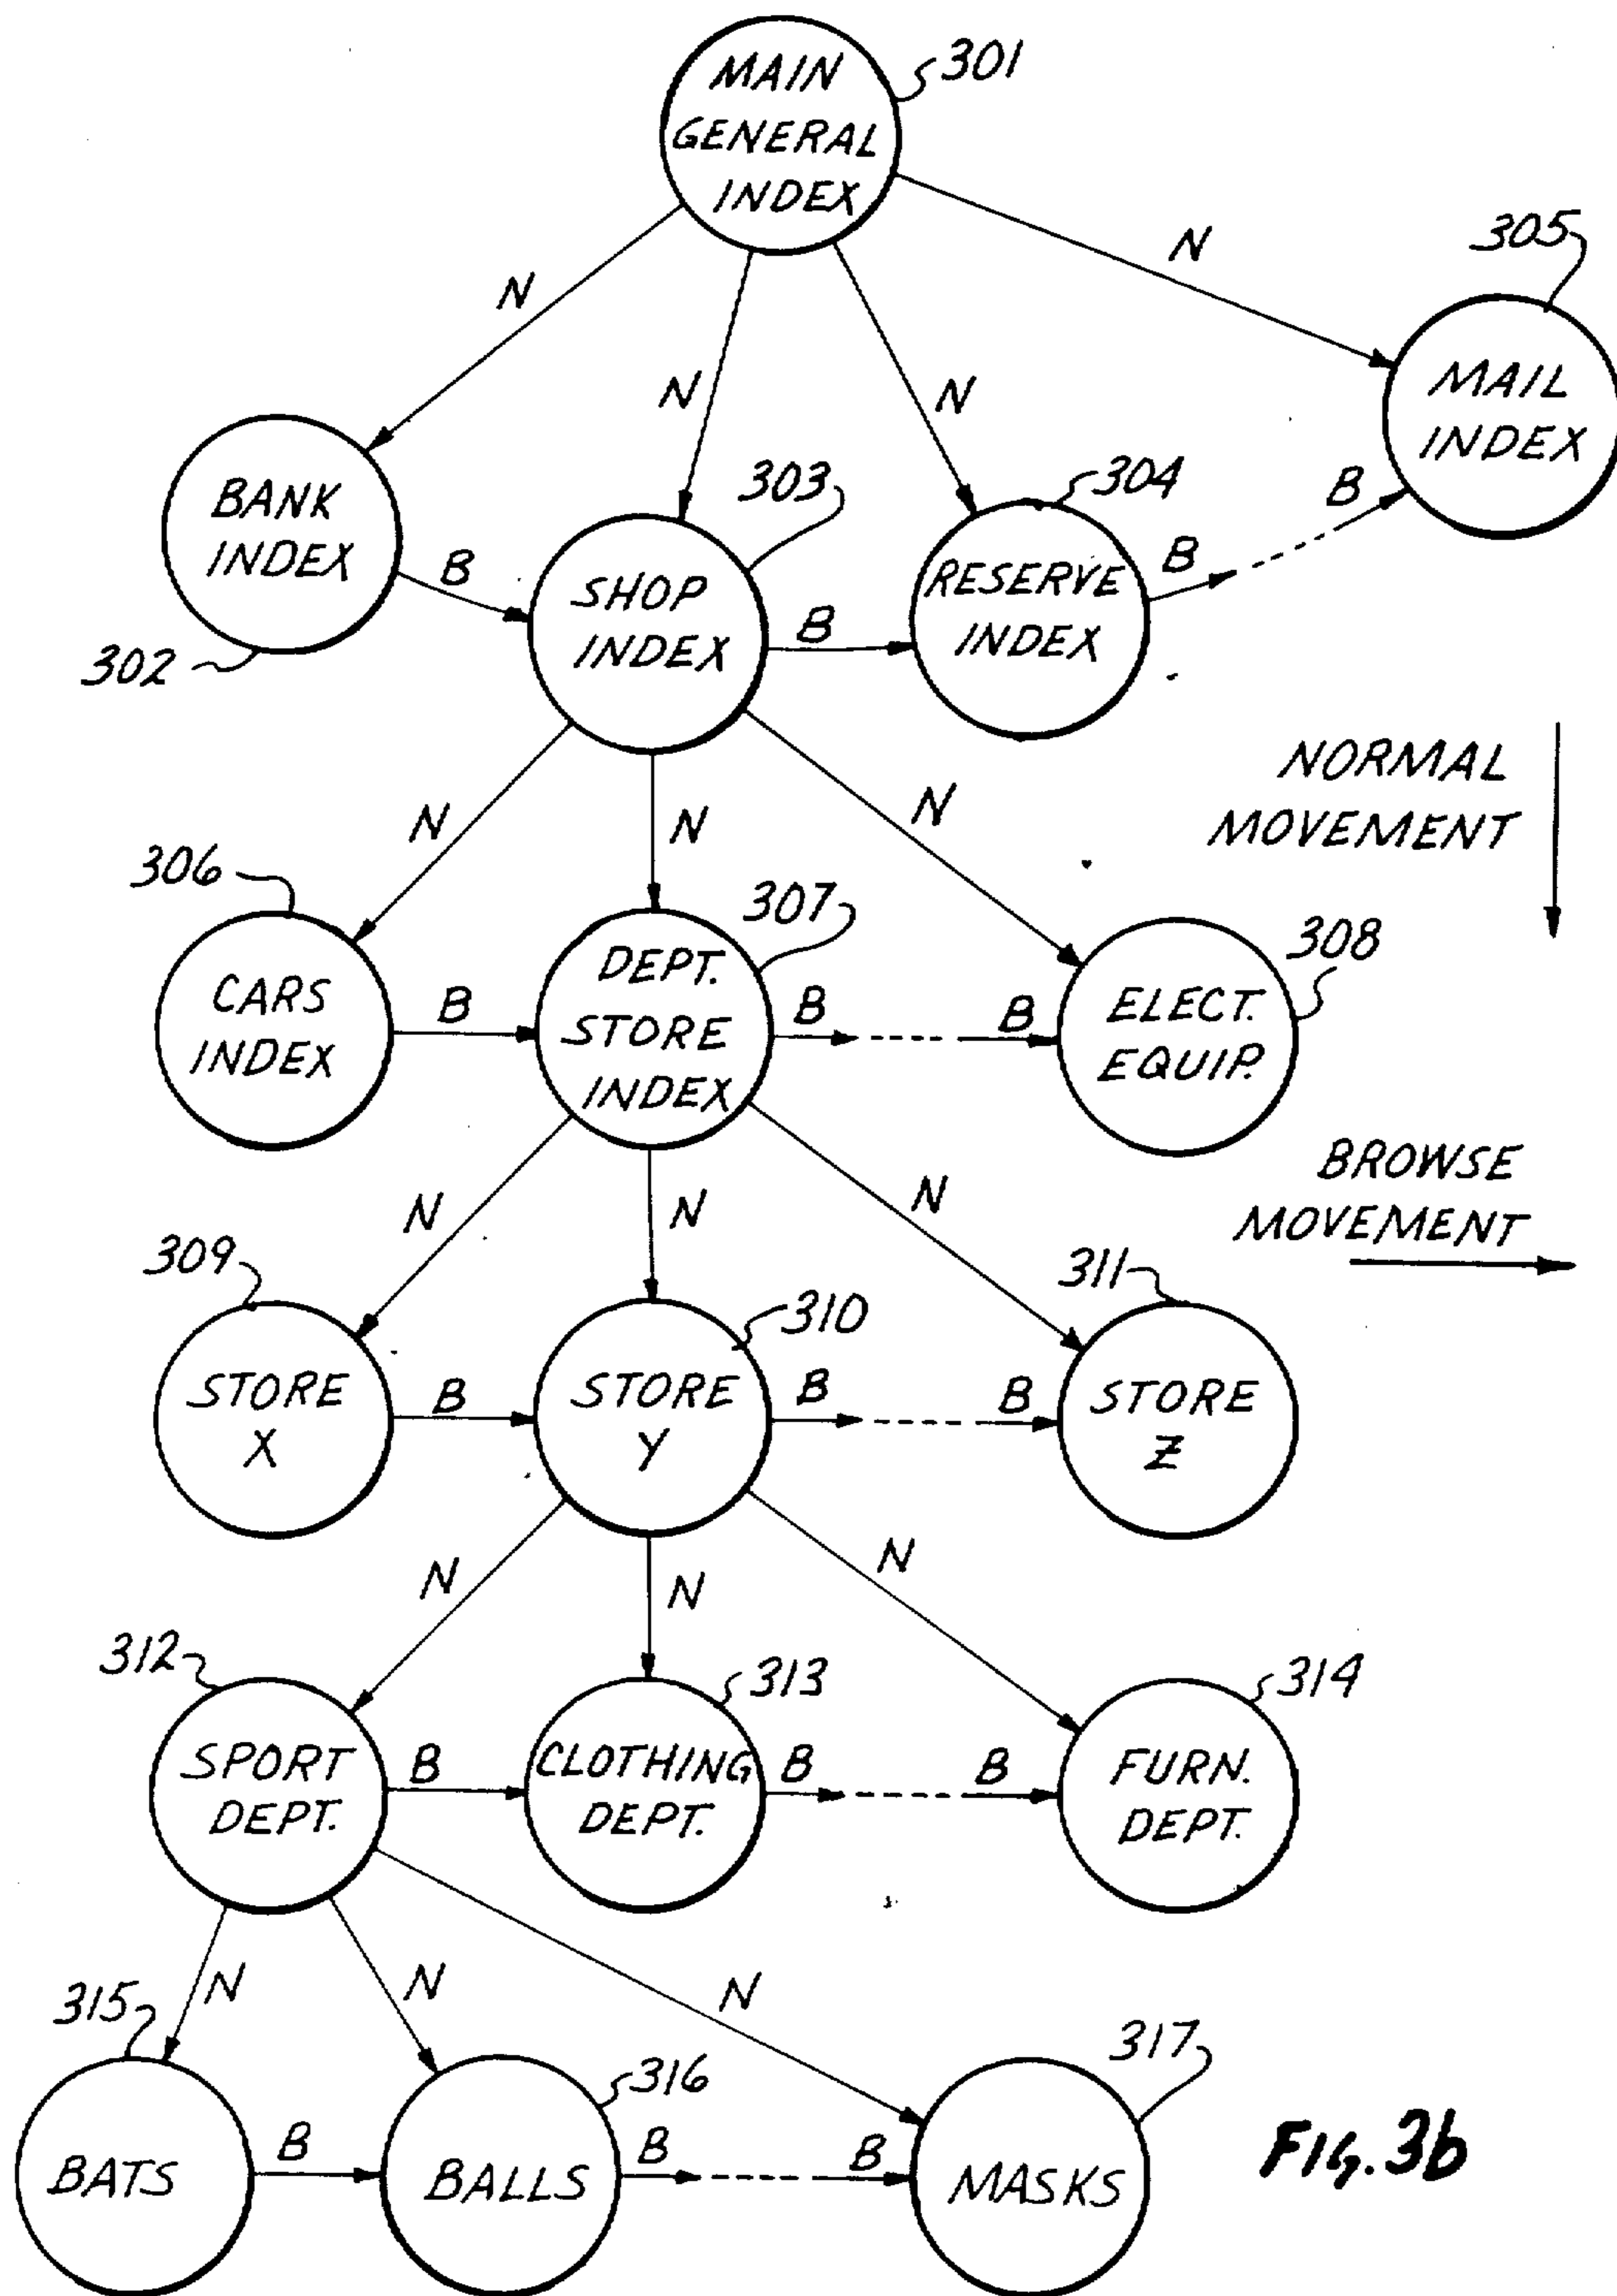 MAIN
GENERAL
INDEX
301
N
N
N
N
305
MAIL
INDEX
BANK
INDEX
302
B
303
SHOP
INDEX
B
304
RESERVE
INDEX
B
B
NORMAL
MOVEMENT
N
N
N
306
CARS
INDEX
B
307
DEPT.
STORE
INDEX
B
B
308
ELECT.
EQUIP.
BROWSE
MOVEMENT
N
N
N
309
STORE
X
B
310
STORE
Y
B
B
311
STORE
Z
N
N
N
312
SPORT
DEPT.
B
313
CLOTHING
DEPT.
B
B
314
FURN.
DEPT.
N
N
N
315
BATS
B
316
BALLS
B
B
317
MASKS
FIG. 3b